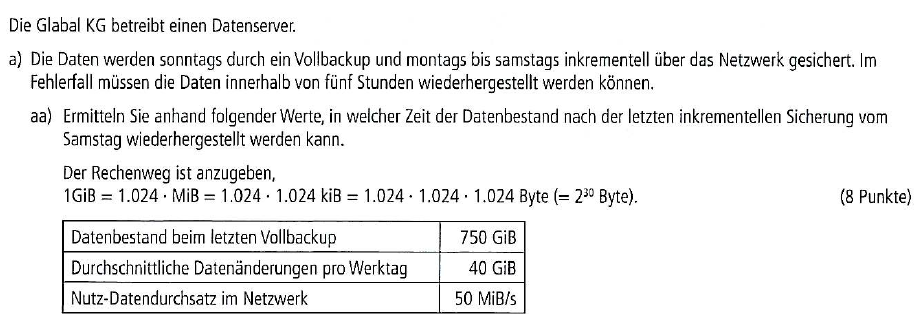 Die Glabal KG betreibt einen Datenserver.
a) Die Daten werden sonntags durch ein Vollbackup und montags bis samstags inkrementell über das Netzwerk gesichert. Im
Fehlerfall müssen die Daten innerhalb von fünf Stunden wiederhergestellt werden können.
aa) Ermitteln Sie anhand folgender Werte, in welcher Zeit der Datenbestand nach der letzten inkrementellen Sicherung vom
Samstag wiederhergestellt werden kann.
Der Rechenweg ist anzugeben,
1GiB = 1.024 · MiB = 1.024 · 1.024 kiB = 1.024 · 1.024 · 1.024 Byte (= 2³⁰ Byte). (8 Punkte)
Datenbestand beim letzten Vollbackup 750 GiB
Durchschnittliche Datenänderungen pro Werktag 40 GiB
Nutz-Datendurchsatz im Netzwerk 50 MiB/s